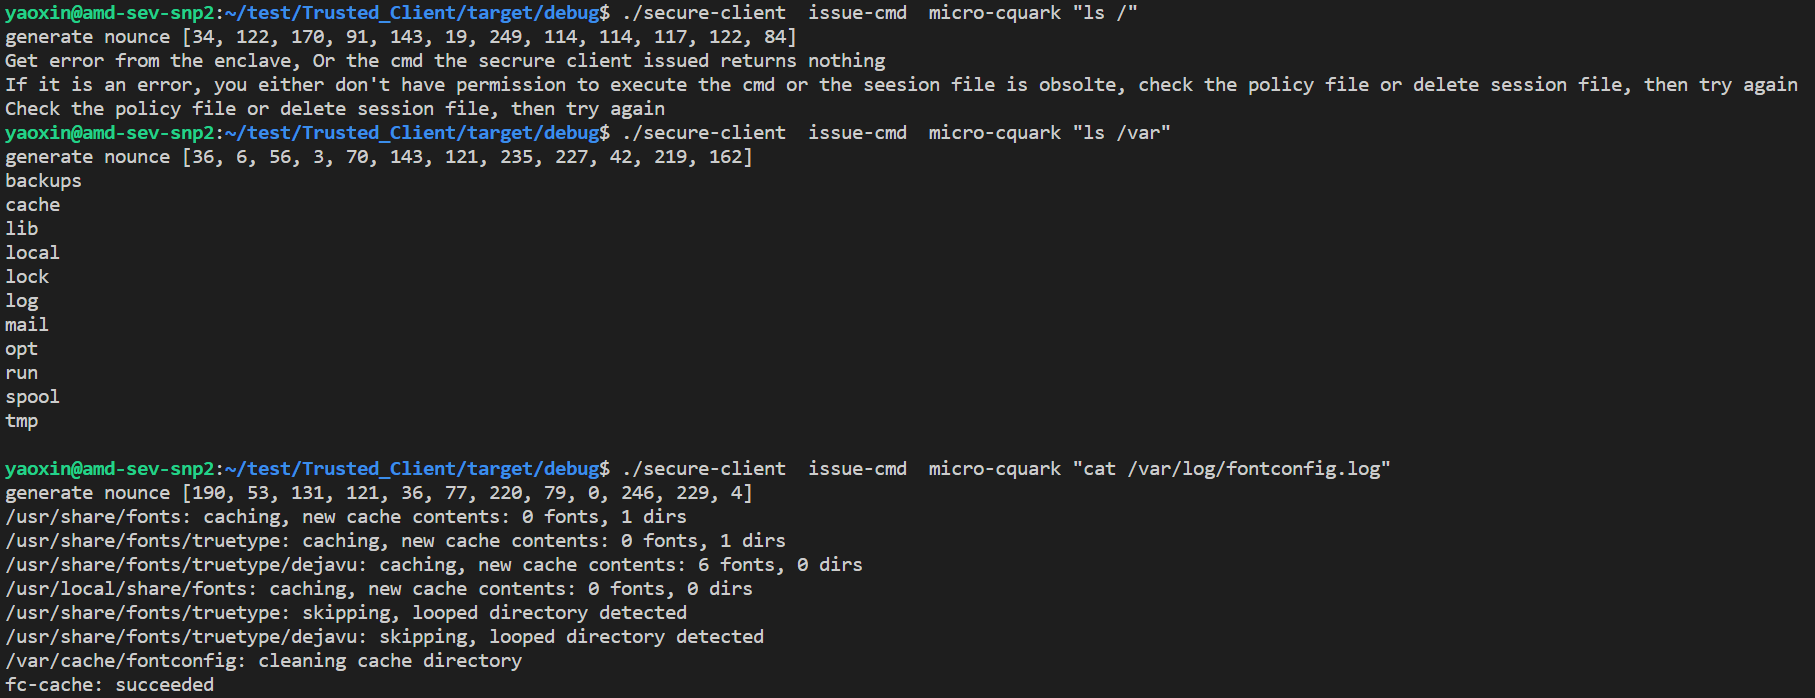 yaoxin@amd-sev-snp2:~/test/Trusted_Client/target/debug$ ./secure-client  issue-cmd  micro-cquark "ls /"
generate nounce [34, 122, 170, 91, 143, 19, 249, 114, 114, 117, 122, 84]
Get error from the enclave, Or the cmd the secrure client issued returns nothing
If it is an error, you either don't have permission to execute the cmd or the seesion file is obsolte, check the policy file or delete session file, then try again
Check the policy file or delete session file, then try again
yaoxin@amd-sev-snp2:~/test/Trusted_Client/target/debug$ ./secure-client  issue-cmd  micro-cquark "ls /var"
generate nounce [36, 6, 56, 3, 70, 143, 121, 235, 227, 42, 219, 162]
backups
cache
lib
local
lock
log
mail
opt
run
spool
tmp
yaoxin@amd-sev-snp2:~/test/Trusted_Client/target/debug$ ./secure-client  issue-cmd  micro-cquark "cat /var/log/fontconfig.log"
generate nounce [190, 53, 131, 121, 36, 77, 220, 79, 0, 246, 229, 4]
/usr/share/fonts: caching, new cache contents: 0 fonts, 1 dirs
/usr/share/fonts/truetype: caching, new cache contents: 0 fonts, 1 dirs
/usr/share/fonts/truetype/dejavu: caching, new cache contents: 6 fonts, 0 dirs
/usr/local/share/fonts: caching, new cache contents: 0 fonts, 0 dirs
/usr/share/fonts/truetype: skipping, looped directory detected
/usr/share/fonts/truetype/dejavu: skipping, looped directory detected
/var/cache/fontconfig: cleaning cache directory
fc-cache: succeeded